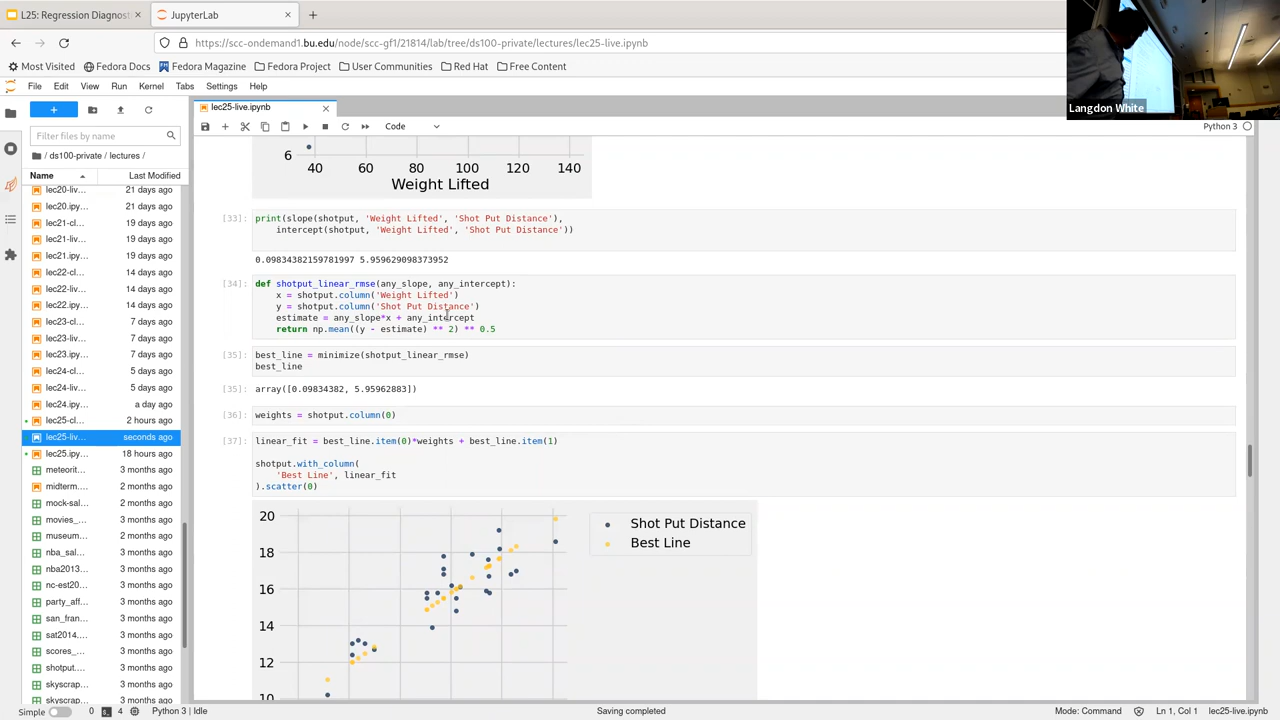 L25: Regression Diagnost
JupyterLab
https://scc-ondemand1.bu.edu/node/scc-gf1/21814/lab/tree/ds100-private/lectures/lec25-live.ipynb
Most Visited Fedora Docs Fedora Magazine Fedora Project User Communities Red Hat Free Content
Langdon White
File Edit View Run Kernel Tabs Settings Help
lec25-live.ipynb
Code
Python 3
Filter files by name
/ ds100-private / lectures /
Name Last Modified
lec20-liv... 21 days ago
lec20.ipy... 21 days ago
lec21-cl... 19 days ago
lec21-liv... 19 days ago
lec21.ipy... 19 days ago
lec22-cl... 14 days ago
lec22-liv... 14 days ago
lec22.ipy... 14 days ago
lec23-cl... 7 days ago
lec23-liv... 7 days ago
lec23.ipy... 7 days ago
lec24-cl... 5 days ago
lec24-liv... 5 days ago
lec24.ipy... a day ago
lec25-cl... 2 hours ago
lec25-liv... seconds ago
lec25.ipy... 18 hours ago
meteorit... 3 months ago
midterm.... 2 months ago
mock-sal... 2 months ago
movies_... 3 months ago
museum... 2 months ago
nba_sal... 3 months ago
nba2013... 3 months ago
nc-est20... 3 months ago
party_aff... 3 months ago
san_fran... 3 months ago
sat2014.... 3 months ago
scores_... 3 months ago
shotput.... 3 months ago
skyscrap... 3 months ago
skyscrap... 3 months ago
6
40 60 80 100 120 140
Weight Lifted
[33]: print(slope(shotput, 'Weight Lifted', 'Shot Put Distance'),
intercept(shotput, 'Weight Lifted', 'Shot Put Distance'))
0.09834382159781997 5.959629098373952
[34]: def shotput_linear_rmse(any_slope, any_intercept):
x = shotput.column('Weight Lifted')
y = shotput.column('Shot Put Distance')
estimate = any_slope*x + any_intercept
return np.mean((y - estimate) ** 2) ** 0.5
[35]: best_line = minimize(shotput_linear_rmse)
best_line
[35]: array([0.09834382, 5.95962883])
[36]: weights = shotput.column(0)
[37]: linear_fit = best_line.item(0)*weights + best_line.item(1)
shotput.with_column(
'Best Line', linear_fit
).scatter(0)
20
18
16
14
12
10
Shot Put Distance
Best Line
Simple 0 4 Python 3 | Idle Saving completed Mode: Command Ln 1, Col 1 lec25-live.ipynb